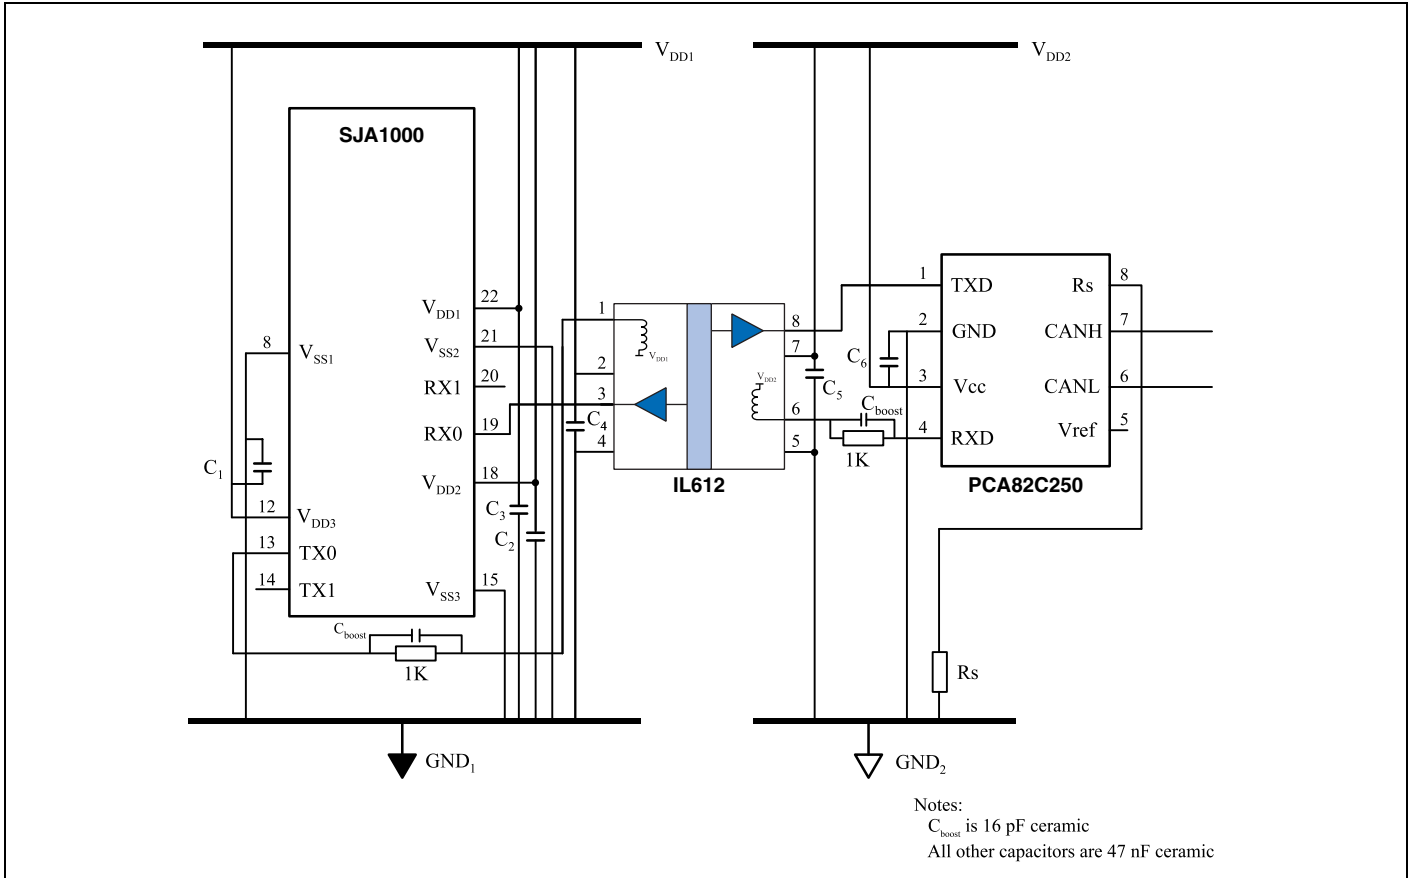 VDD1
VDD2
SJA1000
22
VDD1
21
VSS2
20
RX1
19
RX0
18
VDD2
15
VSS3
8
VSS1
C1
12
VDD3
13
TX0
14
TX1
Cboost
1K
C3
C2
C4
1
2
3
4
VDD1
VDD2
8
7
6
5
IL612
C5
C6
Cboost
1K
1
TXD
2
GND
3
Vcc
4
RXD
Rs
8
CANH
7
CANL
6
Vref
5
PCA82C250
Rs
GND1
GND2
Notes:
Cboost is 16 pF ceramic
All other capacitors are 47 nF ceramic